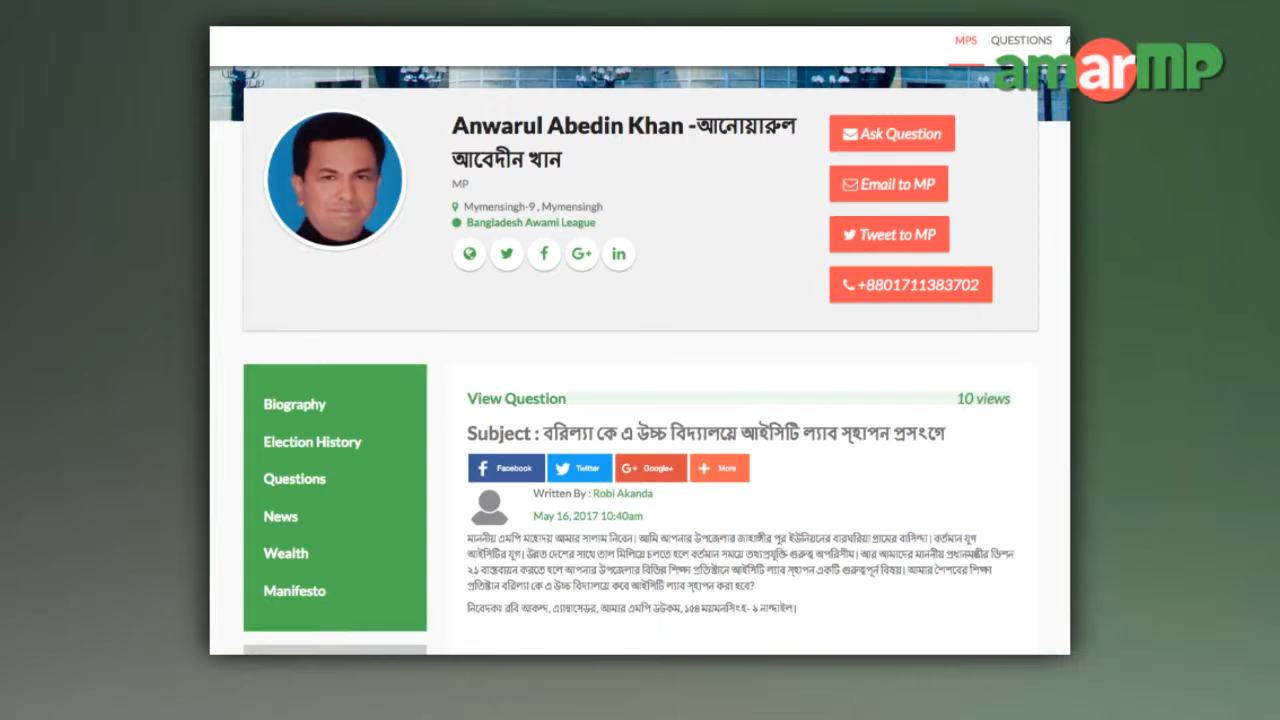 MPS QUESTIONS
amarMP
Anwarul Abedin Khan -আনোয়ারুল
আবেদীন খান
MP
Mymensingh-9 , Mymensingh
Bangladesh Awami League
Ask Question
Email to MP
Tweet to MP
+8801711383702
Biography
Election History
Questions
News
Wealth
Manifesto
View Question 10 views
Subject : বরিল্যা কে এ উচ্চ বিদ্যালয়ে আইসিটি ল্যাব স্হাপন প্রসংগে
Facebook Twitter Google+ More
Written By : Robi Akanda
May 16, 2017 10:40am
মাননীয় এমপি মহোদয় আমার সালাম নিবেন। আমি আপনার উপজেলার জাহাঙ্গীর পূর ইউনিয়নের বারঘরিয়া গ্রামের বাসিন্দা। বর্তমান যুগ
আইসিটির যুগ। উন্নত দেশের সাথে তাল মিলিয়ে চলতে হলে বর্তমান সময়ে তথ্যপ্রযুক্তি গুরুত্ব অপরিসীম। আর আমাদের মাননীয় প্রধানমন্ত্রীর ভিশন
২১ বাস্তবায়ন করতে হলে আপনার উপজেলার বিভিন্ন শিক্ষা প্রতিষ্ঠানে আইসিটি ল্যাব স্হাপন একটি গুরুত্বপূর্ন বিষয়। আমার শৈশবের শিক্ষা
প্রতিষ্ঠান বরিল্যা কে এ উচ্চ বিদ্যালয়ে কবে আইসিটি ল্যাব স্হাপন করা হবে?
নিবেদকঃ রবি আকন্দ, এ্যাম্বাসেডর, আমার এমপি ডটকম, ১৫৪ ময়মনসিংহ- ৯ নান্দাইল।